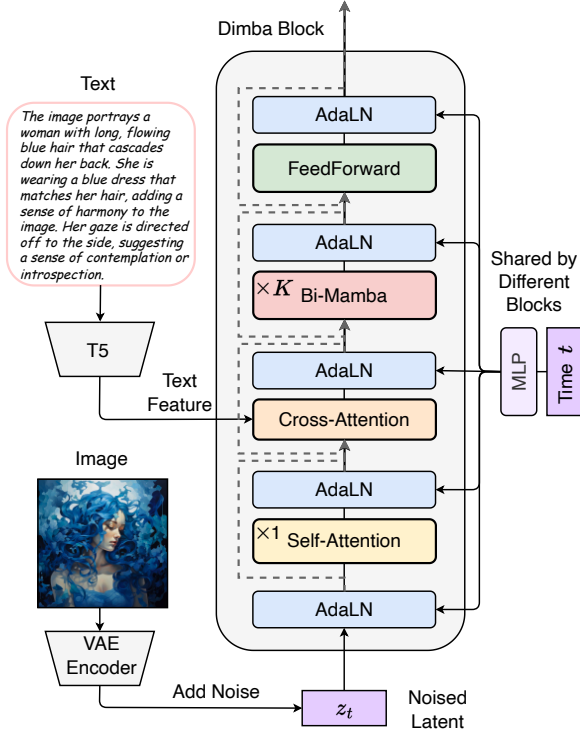 Dimba Block
Text
The image portrays a
woman with long, flowing
blue hair that cascades
down her back. She is
wearing a blue dress that
matches her hair, adding a
sense of harmony to the
image. Her gaze is directed
off to the side, suggesting
a sense of contemplation or
introspection.
T5
Text
Feature
Image
VAE
Encoder
Add Noise
z_t
Noised
Latent
AdaLN
FeedForward
AdaLN
×K Bi-Mamba
AdaLN
Cross-Attention
AdaLN
×1 Self-Attention
AdaLN
Shared by
Different
Blocks
MLP
Time t